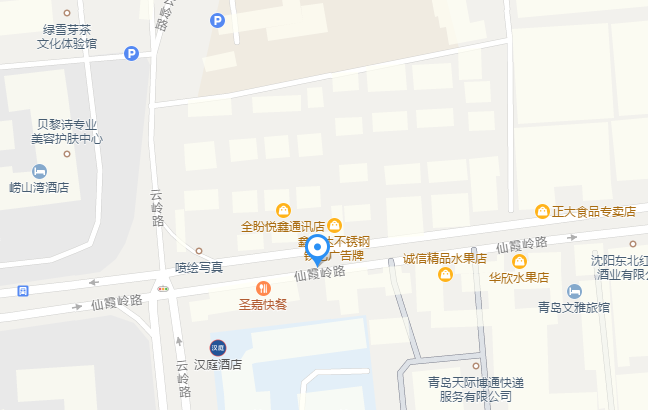 云岭路
绿雪芽茶
文化体验馆
P
P
贝黎诗专业
美容护肤中心
崂山湾酒店
云岭路
全盼悦鑫通讯店
正大食品专卖店
不锈钢
广告牌
喷绘写真
仙霞岭路
诚信精品水果店
仙霞岭路
华欣水果店
沈阳东北红
酒业有限公
仙霞岭路
圣嘉快餐
青岛文雅旅馆
汉庭
汉庭酒店
云岭路
青岛天际博通快递
服务有限公司